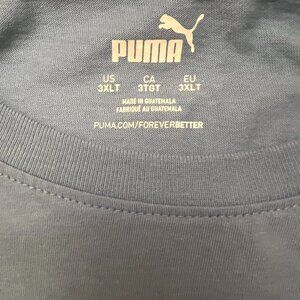 PUMA
US CA EU
3XLT 3TGT 3XLT
MADE IN GUATEMALA
FABRIQUÉ AU GUATEMALA
PUMA.COM/FOREVERBETTER